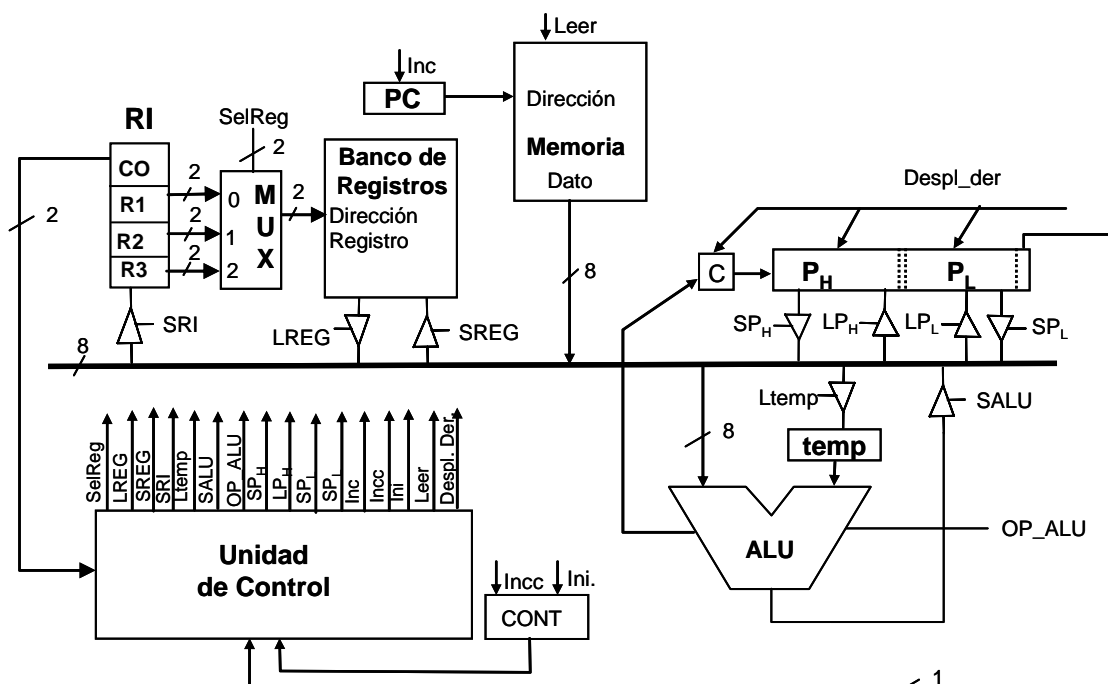 Leer
Inc
PC
Dirección
Memoria
Dato
8
RI
CO
R1
R2
R3
2
2
2
2
SelReg
2
0
1
2
M
U
X
2
Banco de
Registros
Dirección
Registro
SRI
LREG
SREG
8
Despl_der
C
P_H
P_L
SP_H
LP_H
LP_L
SP_L
8
Ltemp
temp
SALU
ALU
OP_ALU
SelReg
LREG
SREG
SRI
Ltemp
SALU
OP_ALU
SP_H
LP_H
SP_L
SP_L
Inc
Incc
Ini
Leer
Despl. Der.
Unidad
de Control
Incc
Ini.
CONT
1